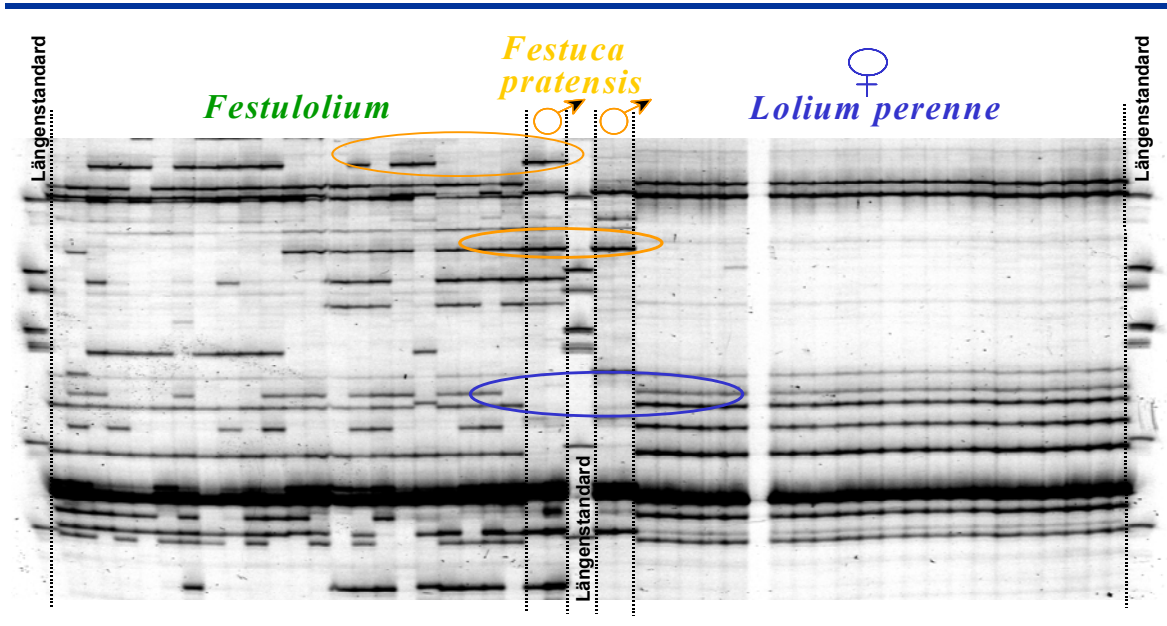 Längenstandard
Festulolium
Festuca
pratensis
♂
♂
♀
Lolium perenne
Längenstandard
Längenstandard